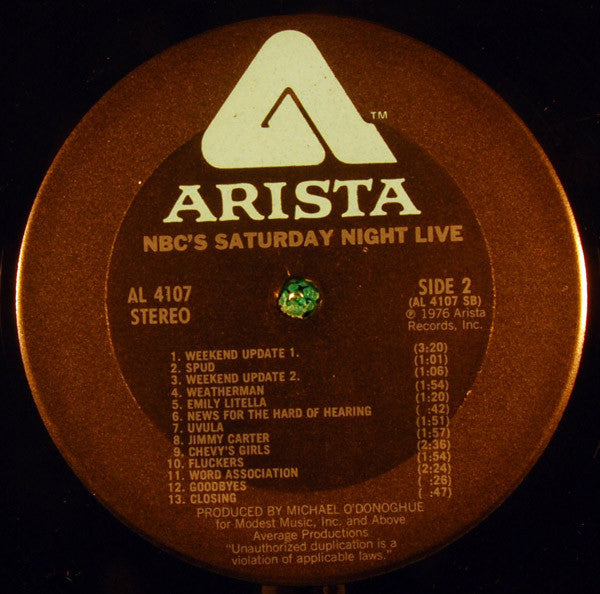 TM
ARISTA
NBC'S SATURDAY NIGHT LIVE
AL 4107
STEREO
SIDE 2
(AL 4107 SB)
℗ 1976 Arista
Records, Inc.
1. WEEKEND UPDATE 1. (3:20)
2. SPUD (1:01)
3. WEEKEND UPDATE 2. (1:06)
4. WEATHERMAN (1:54)
5. EMILY LITELLA (1:20)
6. NEWS FOR THE HARD OF HEARING ( :42)
7. UVULA (1:51)
8. JIMMY CARTER (1:57)
9. CHEVY'S GIRLS (2:36)
10. FLUCKERS (1:54)
11. WORD ASSOCIATION (2:24)
12. GOODBYES ( :26)
13. CLOSING ( :47)
PRODUCED BY MICHAEL O'DONOGHUE
for Modest Music, Inc. and Above
Average Productions
"Unauthorized duplication is a
violation of applicable laws."